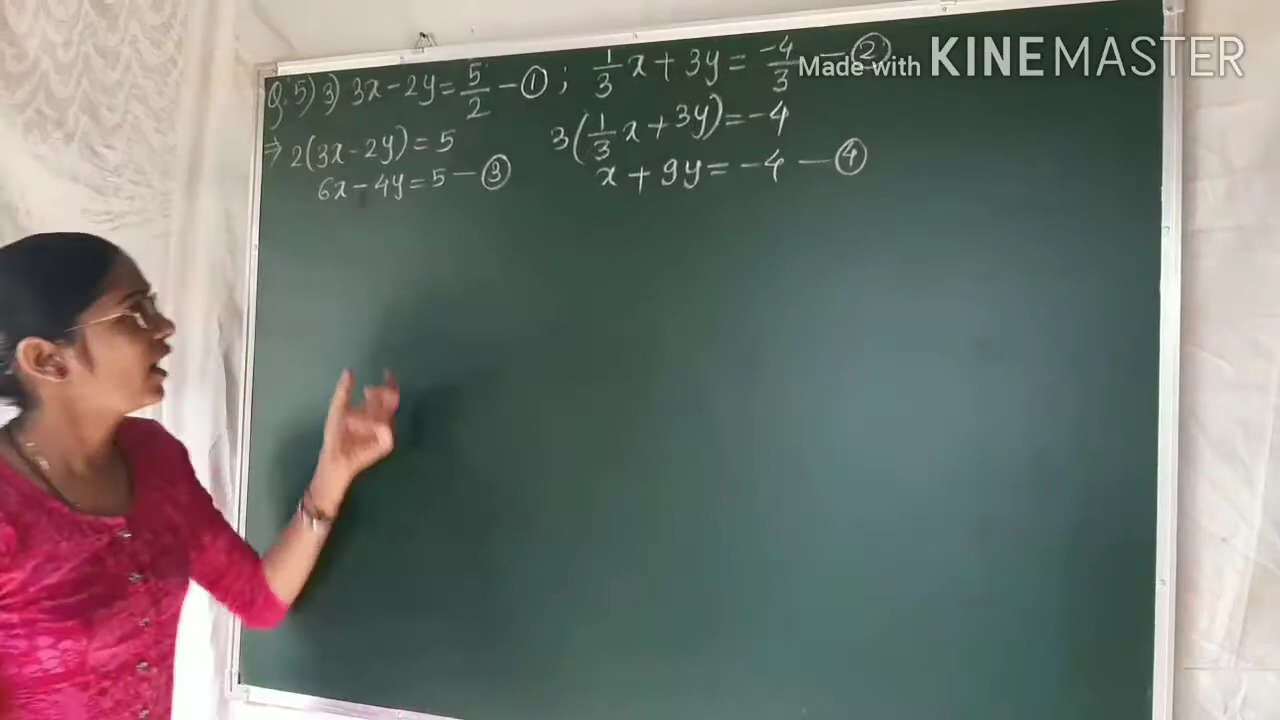 Q.5) 3) 3x - 2y = 5/2 - ① ; 1/3 x + 3y = -4/3 - ②
⇒ 2(3x - 2y) = 5
6x - 4y = 5 - ③
3(1/3 x + 3y) = -4
x + 9y = -4 - ④
Made with KINEMASTER